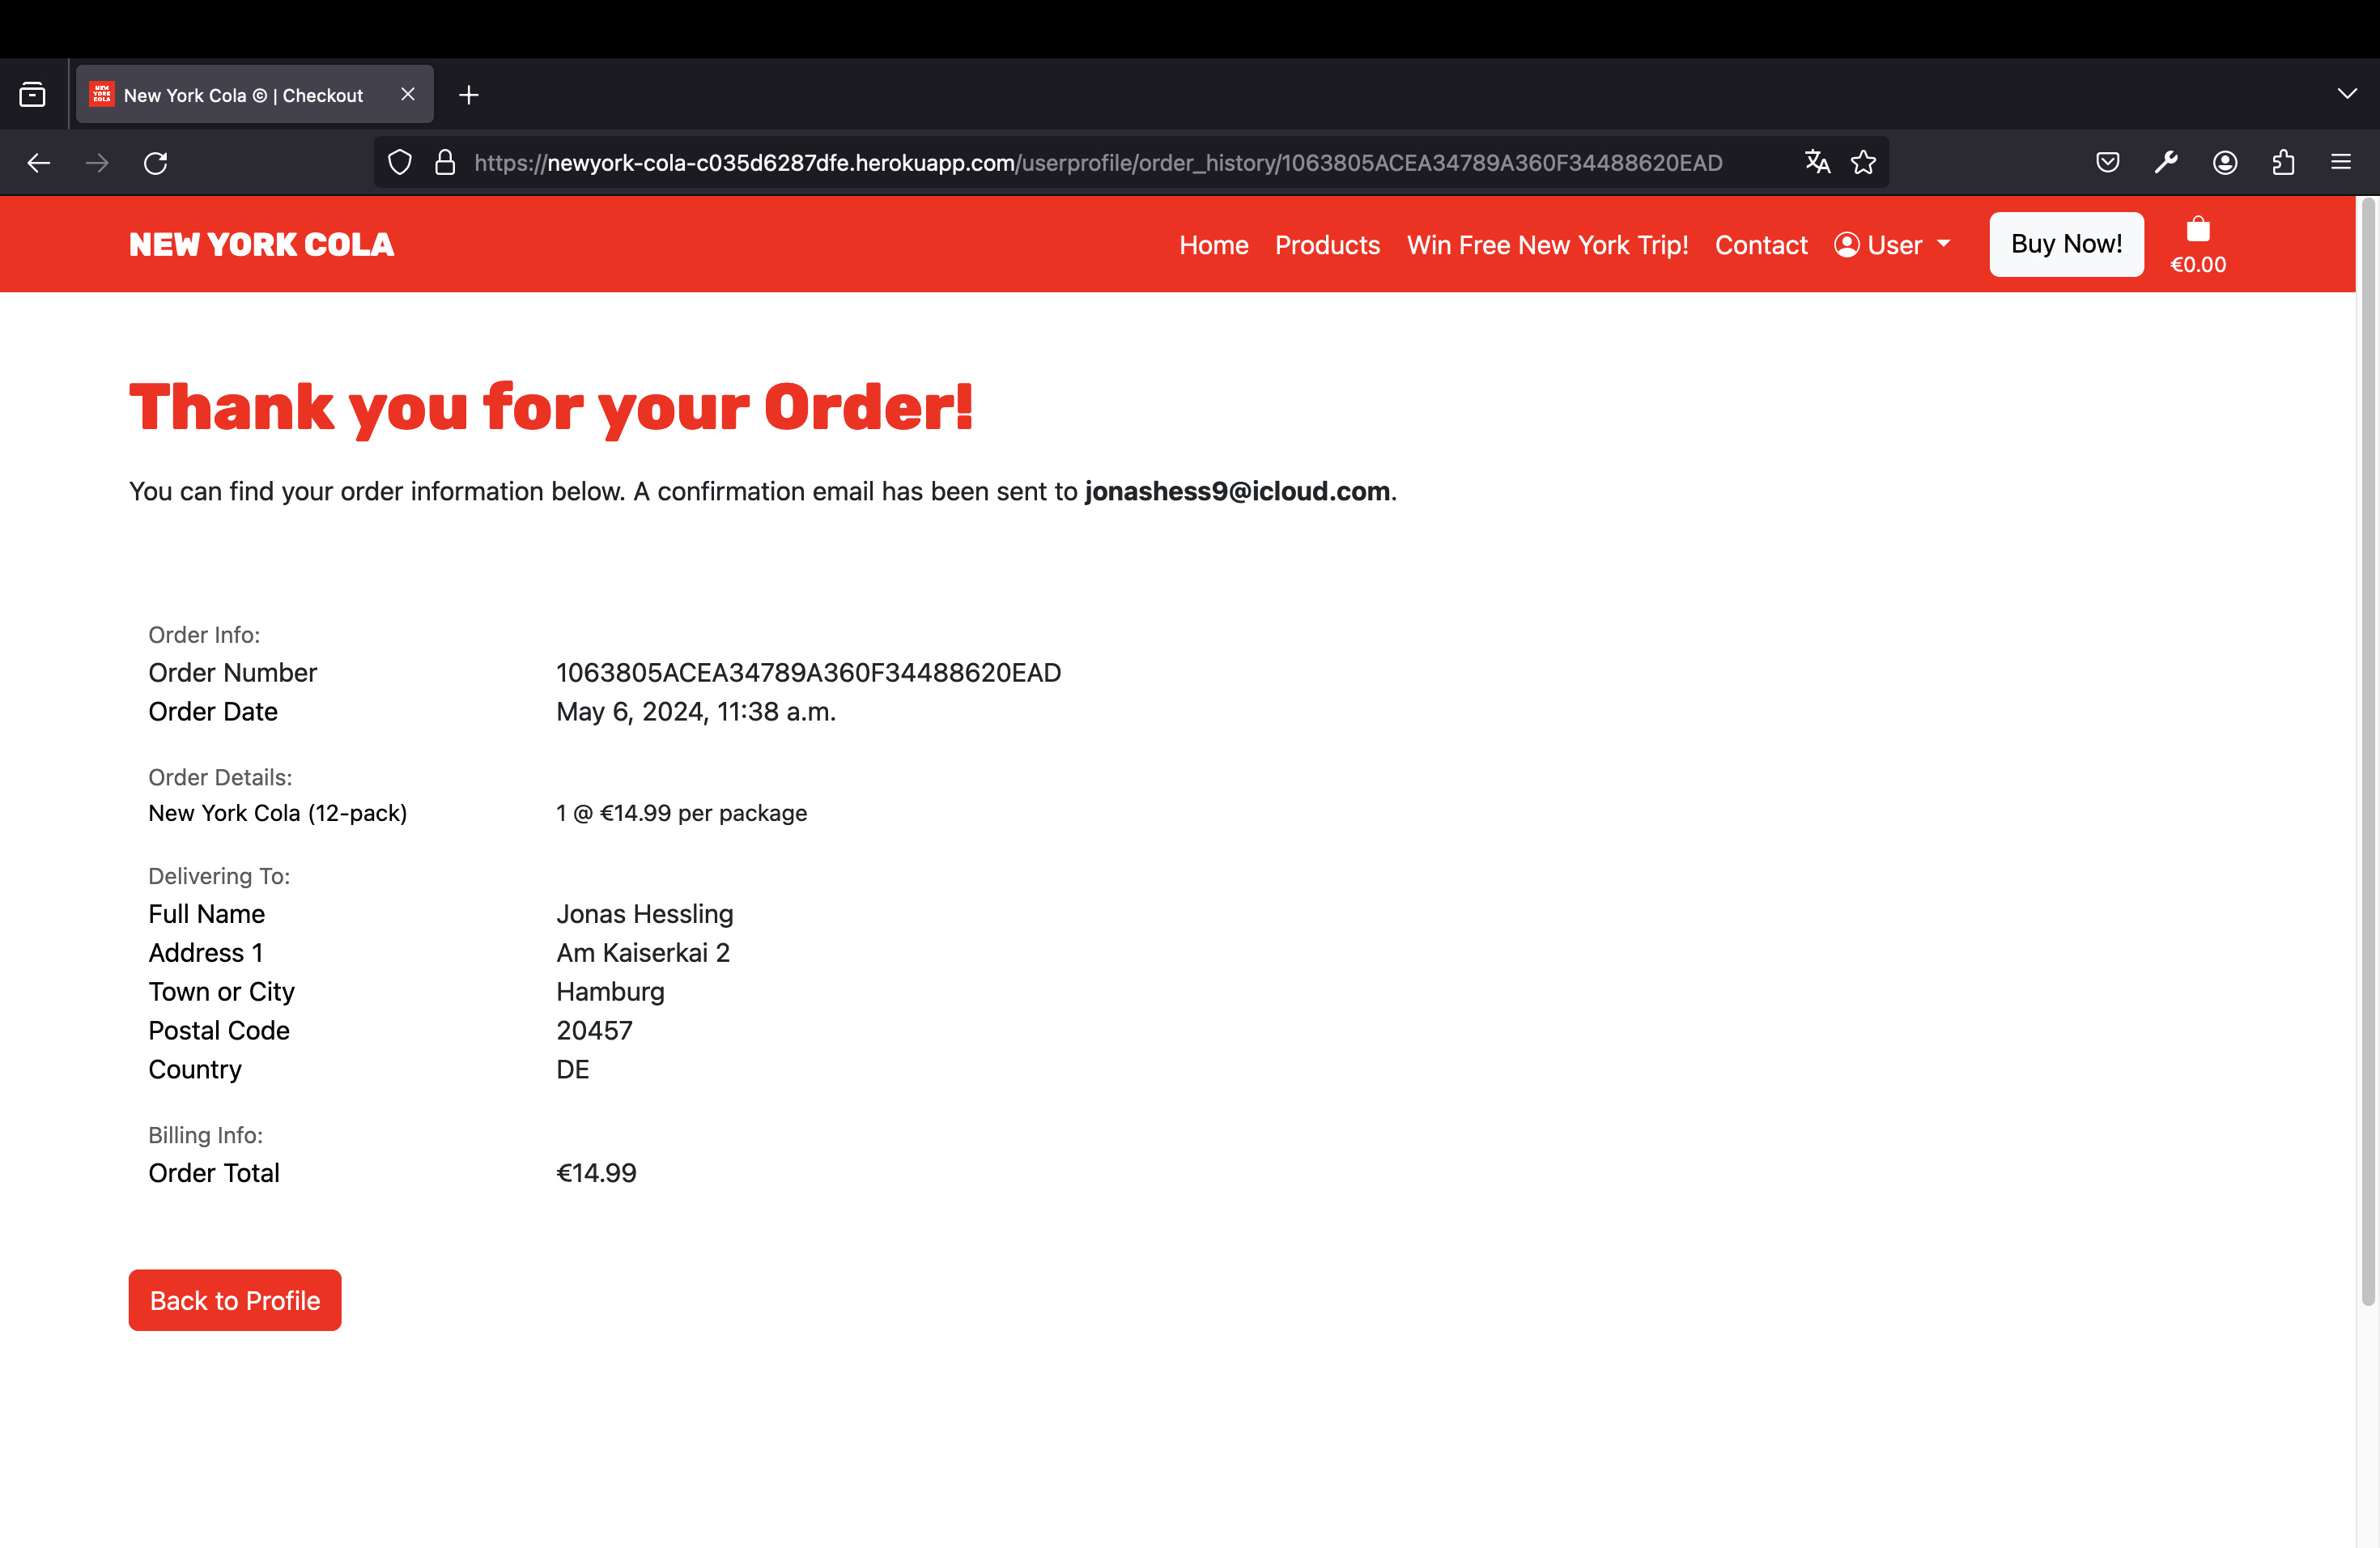 New York Cola © | Checkout
https://newyork-cola-c035d6287dfe.herokuapp.com/userprofile/order_history/1063805ACEA34789A360F34488620EAD
NEW YORK COLA
Home Products Win Free New York Trip! Contact User Buy Now! €0.00
Thank you for your Order!
You can find your order information below. A confirmation email has been sent to jonashess9@icloud.com.
Order Info:
Order Number 1063805ACEA34789A360F34488620EAD
Order Date May 6, 2024, 11:38 a.m.
Order Details:
New York Cola (12-pack) 1 @ €14.99 per package
Delivering To:
Full Name Jonas Hessling
Address 1 Am Kaiserkai 2
Town or City Hamburg
Postal Code 20457
Country DE
Billing Info:
Order Total €14.99
Back to Profile